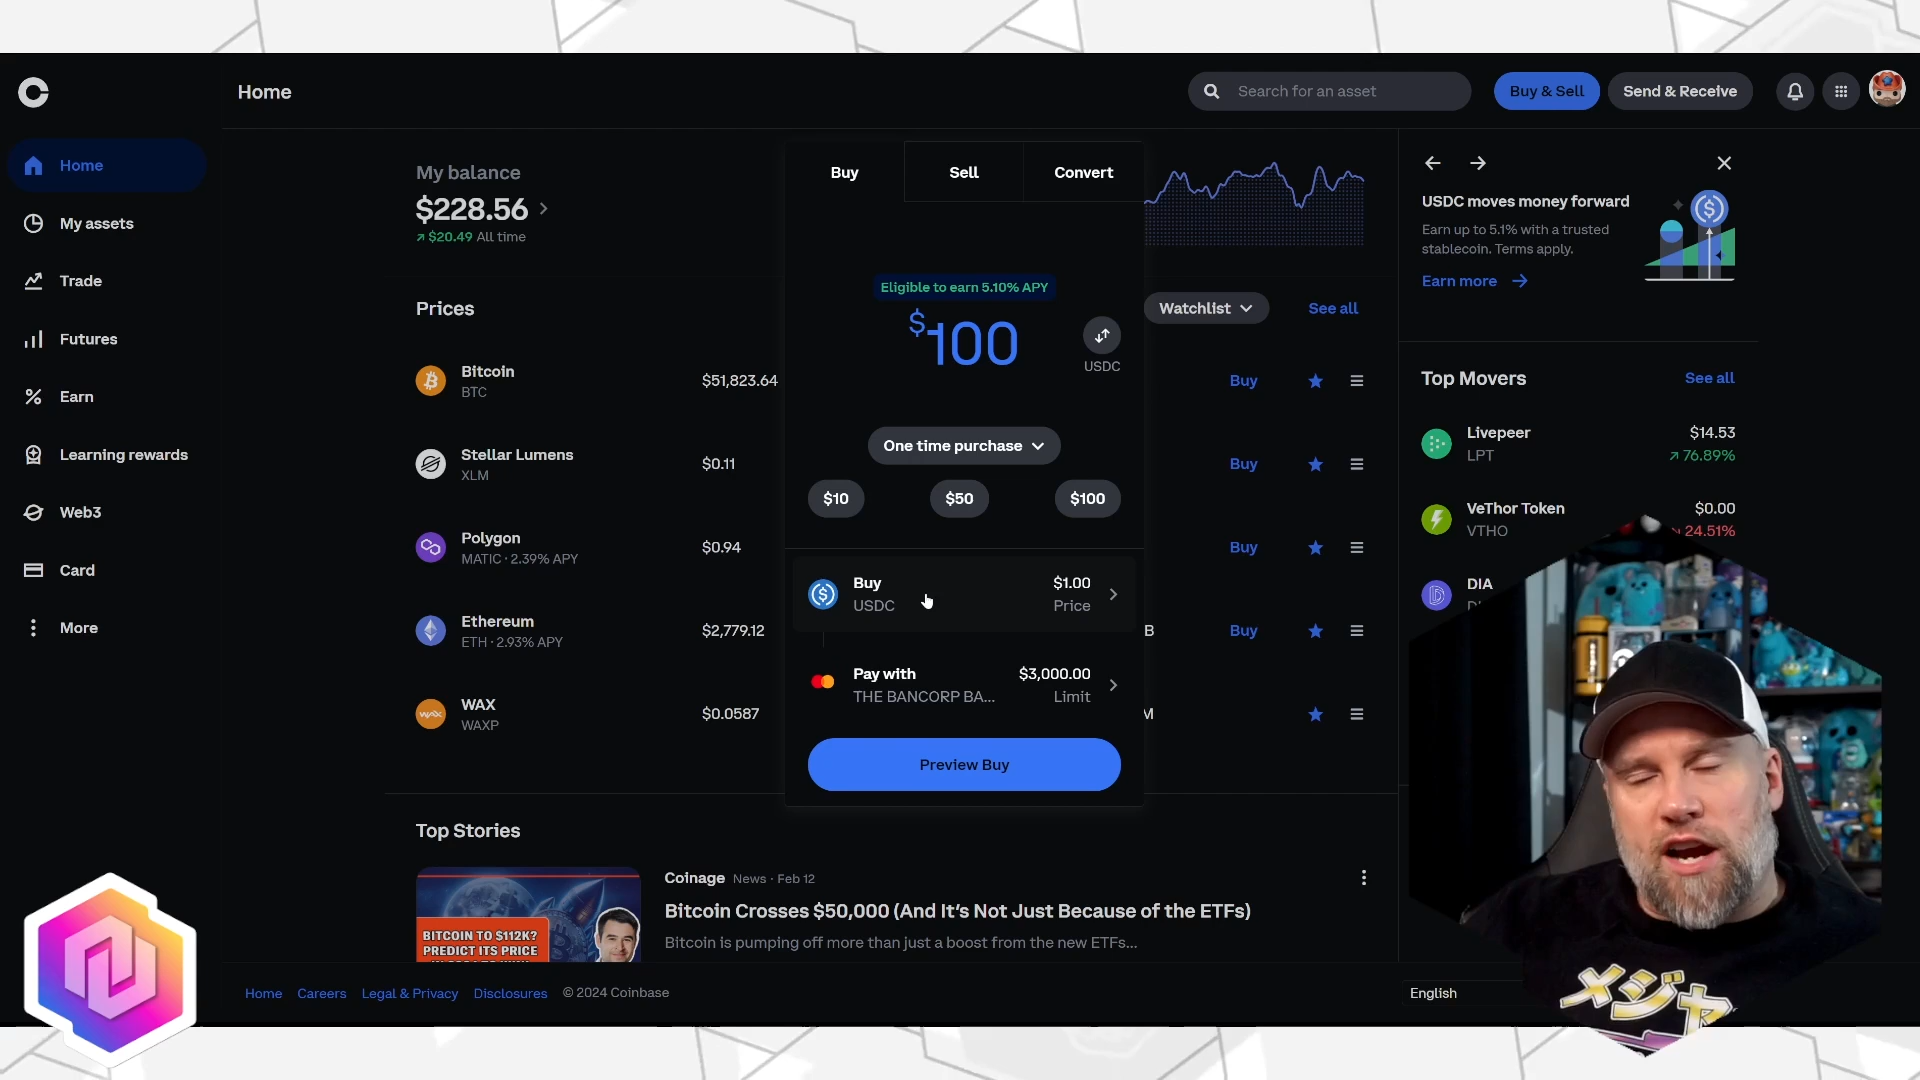 Home
Search for an asset
Buy & Sell
Send & Receive
Home
My assets
Trade
Futures
Earn
Learning rewards
Web3
Card
More
My balance
$228.56
$20.49 All time
Prices
Watchlist
See all
Bitcoin
BTC
$51,823.64
Buy
Stellar Lumens
XLM
$0.11
Buy
Polygon
MATIC · 2.39% APY
$0.94
Buy
Ethereum
ETH · 2.93% APY
$2,779.12
B
Buy
WAX
WAXP
$0.0587
M
Buy
Sell
Convert
Eligible to earn 5.10% APY
$100
USDC
One time purchase
$10
$50
$100
Buy
USDC
$1.00
Price
Pay with
THE BANCORP BA...
$3,000.00
Limit
Preview Buy
USDC moves money forward
Earn up to 5.1% with a trusted
stablecoin. Terms apply.
Earn more
Top Movers
See all
Livepeer
LPT
$14.53
76.89%
VeThor Token
VTHO
$0.00
24.51%
DIA
Top Stories
BITCOIN TO $112K?
PREDICT ITS PRICE
Coinage News · Feb 12
Bitcoin Crosses $50,000 (And It's Not Just Because of the ETFs)
Bitcoin is pumping off more than just a boost from the new ETFs...
Home
Careers
Legal & Privacy
Disclosures
© 2024 Coinbase
English
メジャ